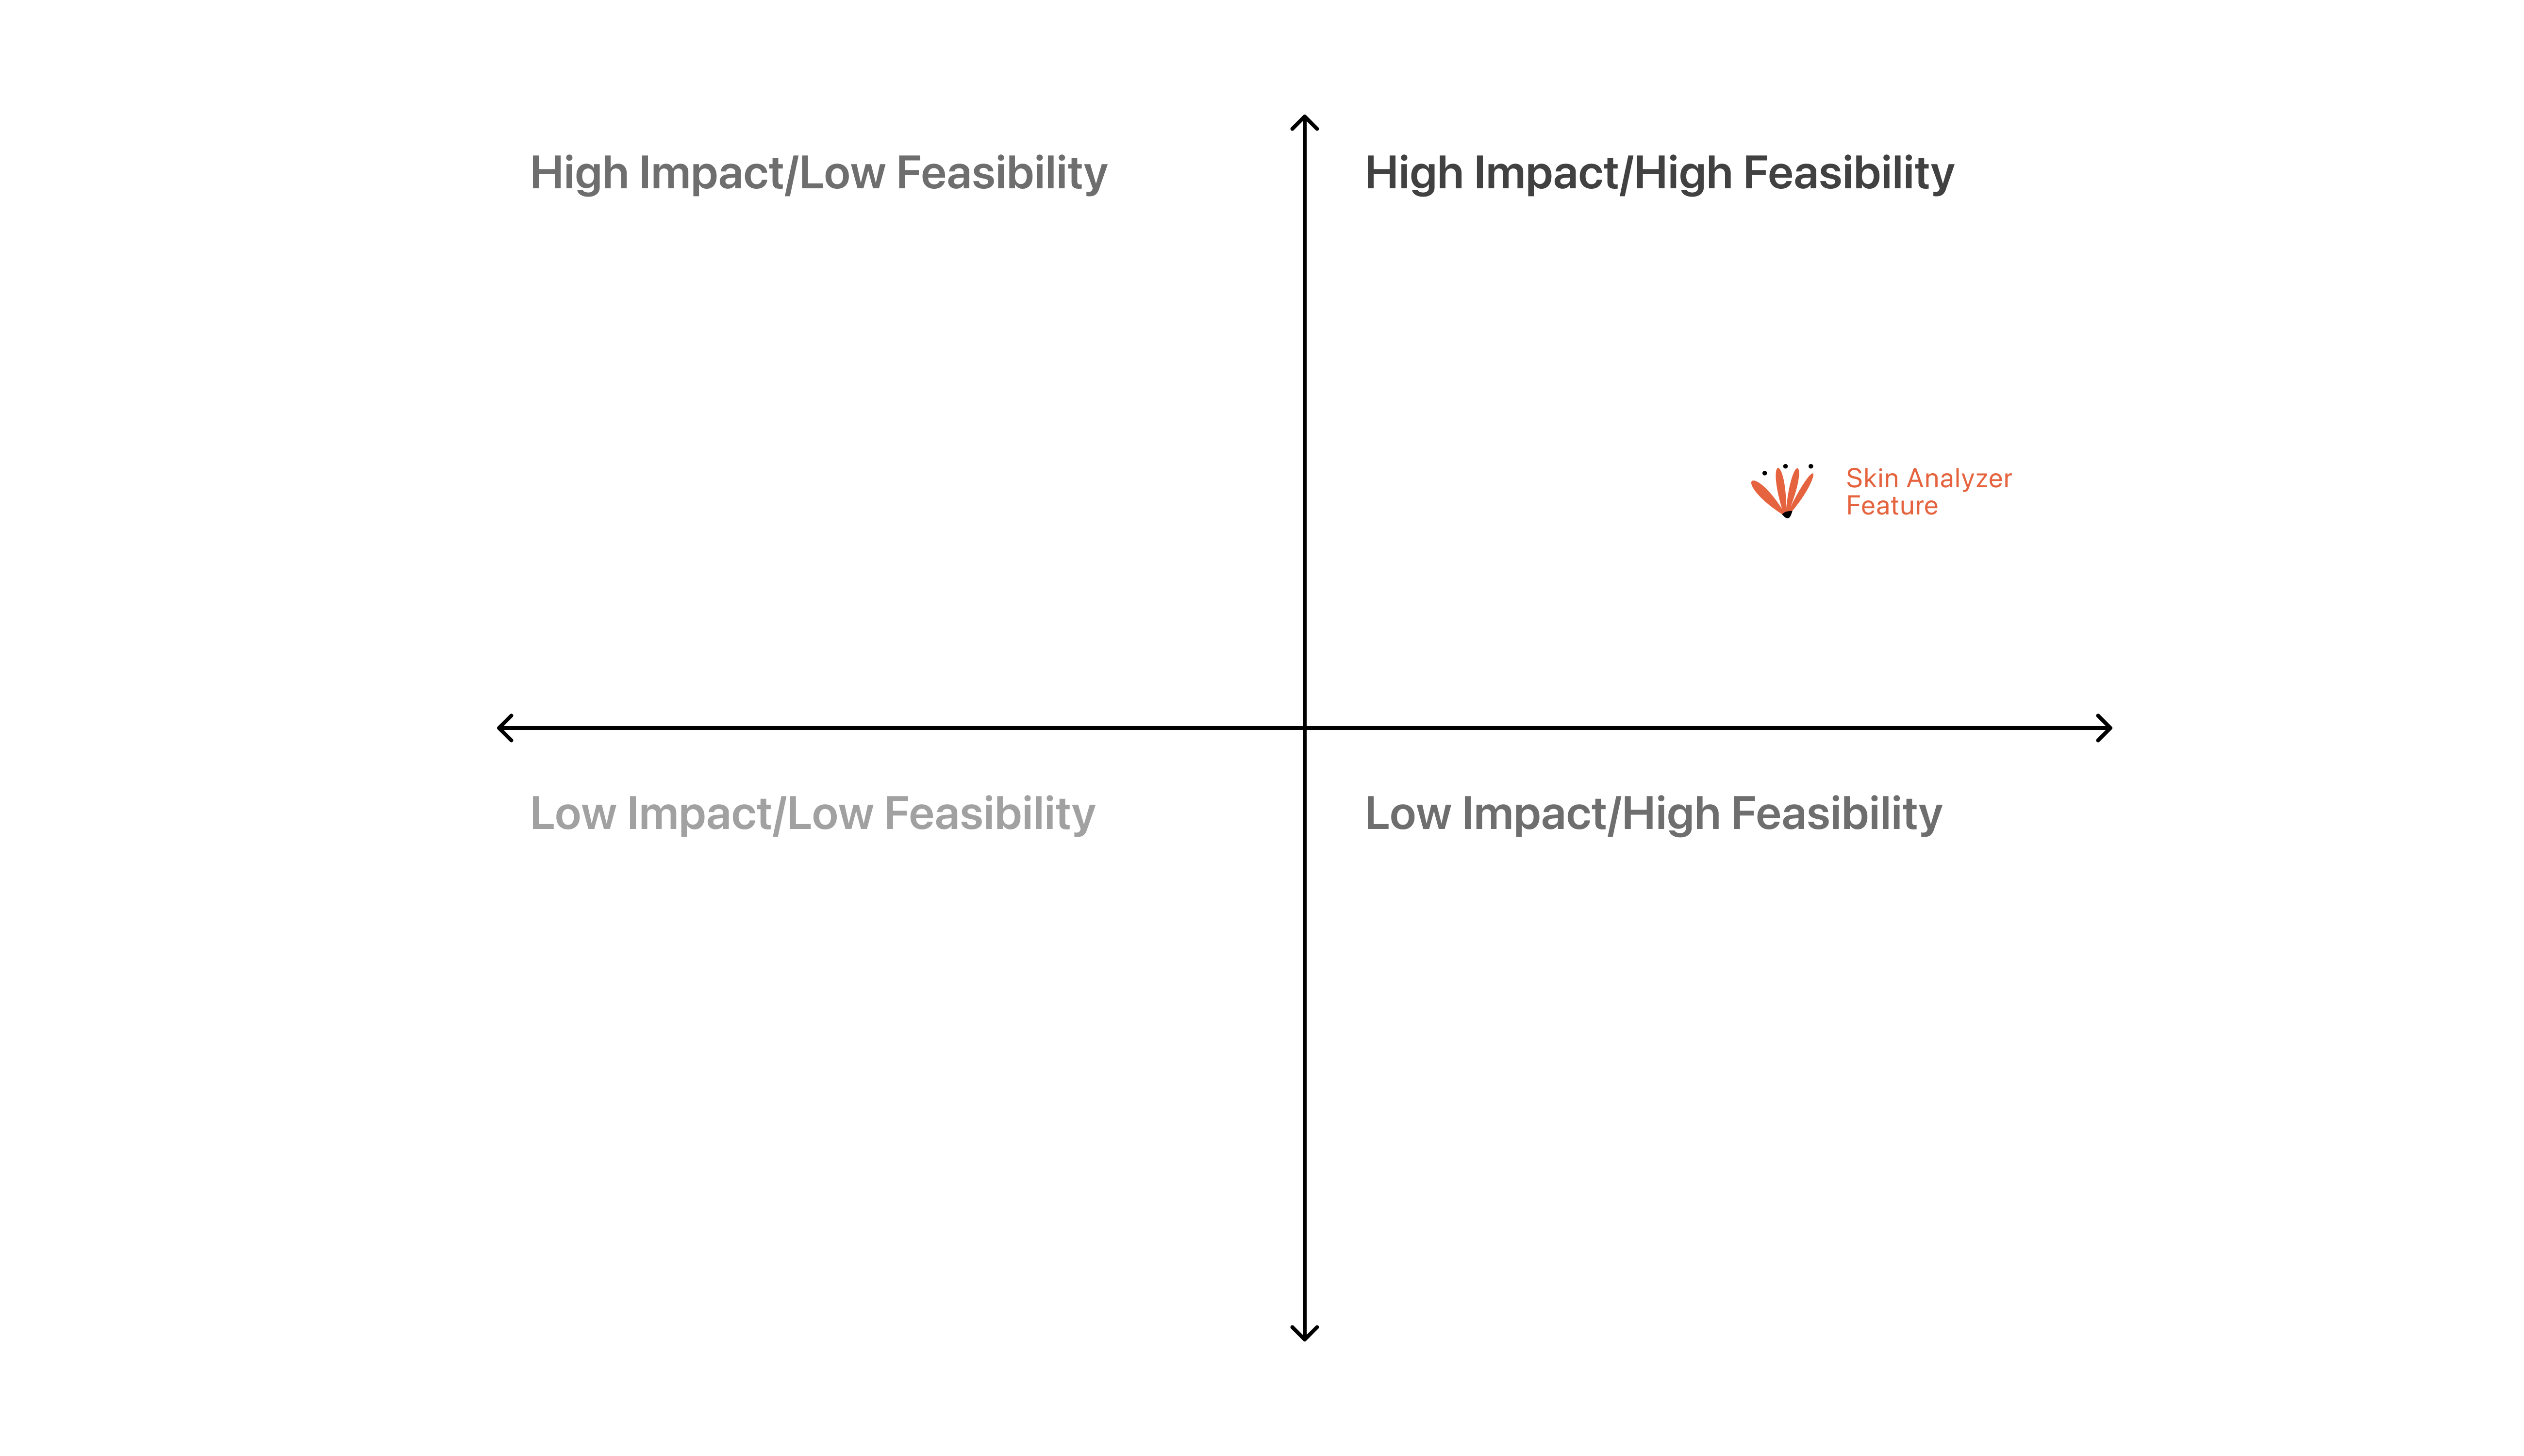 High Impact/Low Feasibility
High Impact/High Feasibility
Skin Analyzer
Feature
Low Impact/Low Feasibility
Low Impact/High Feasibility